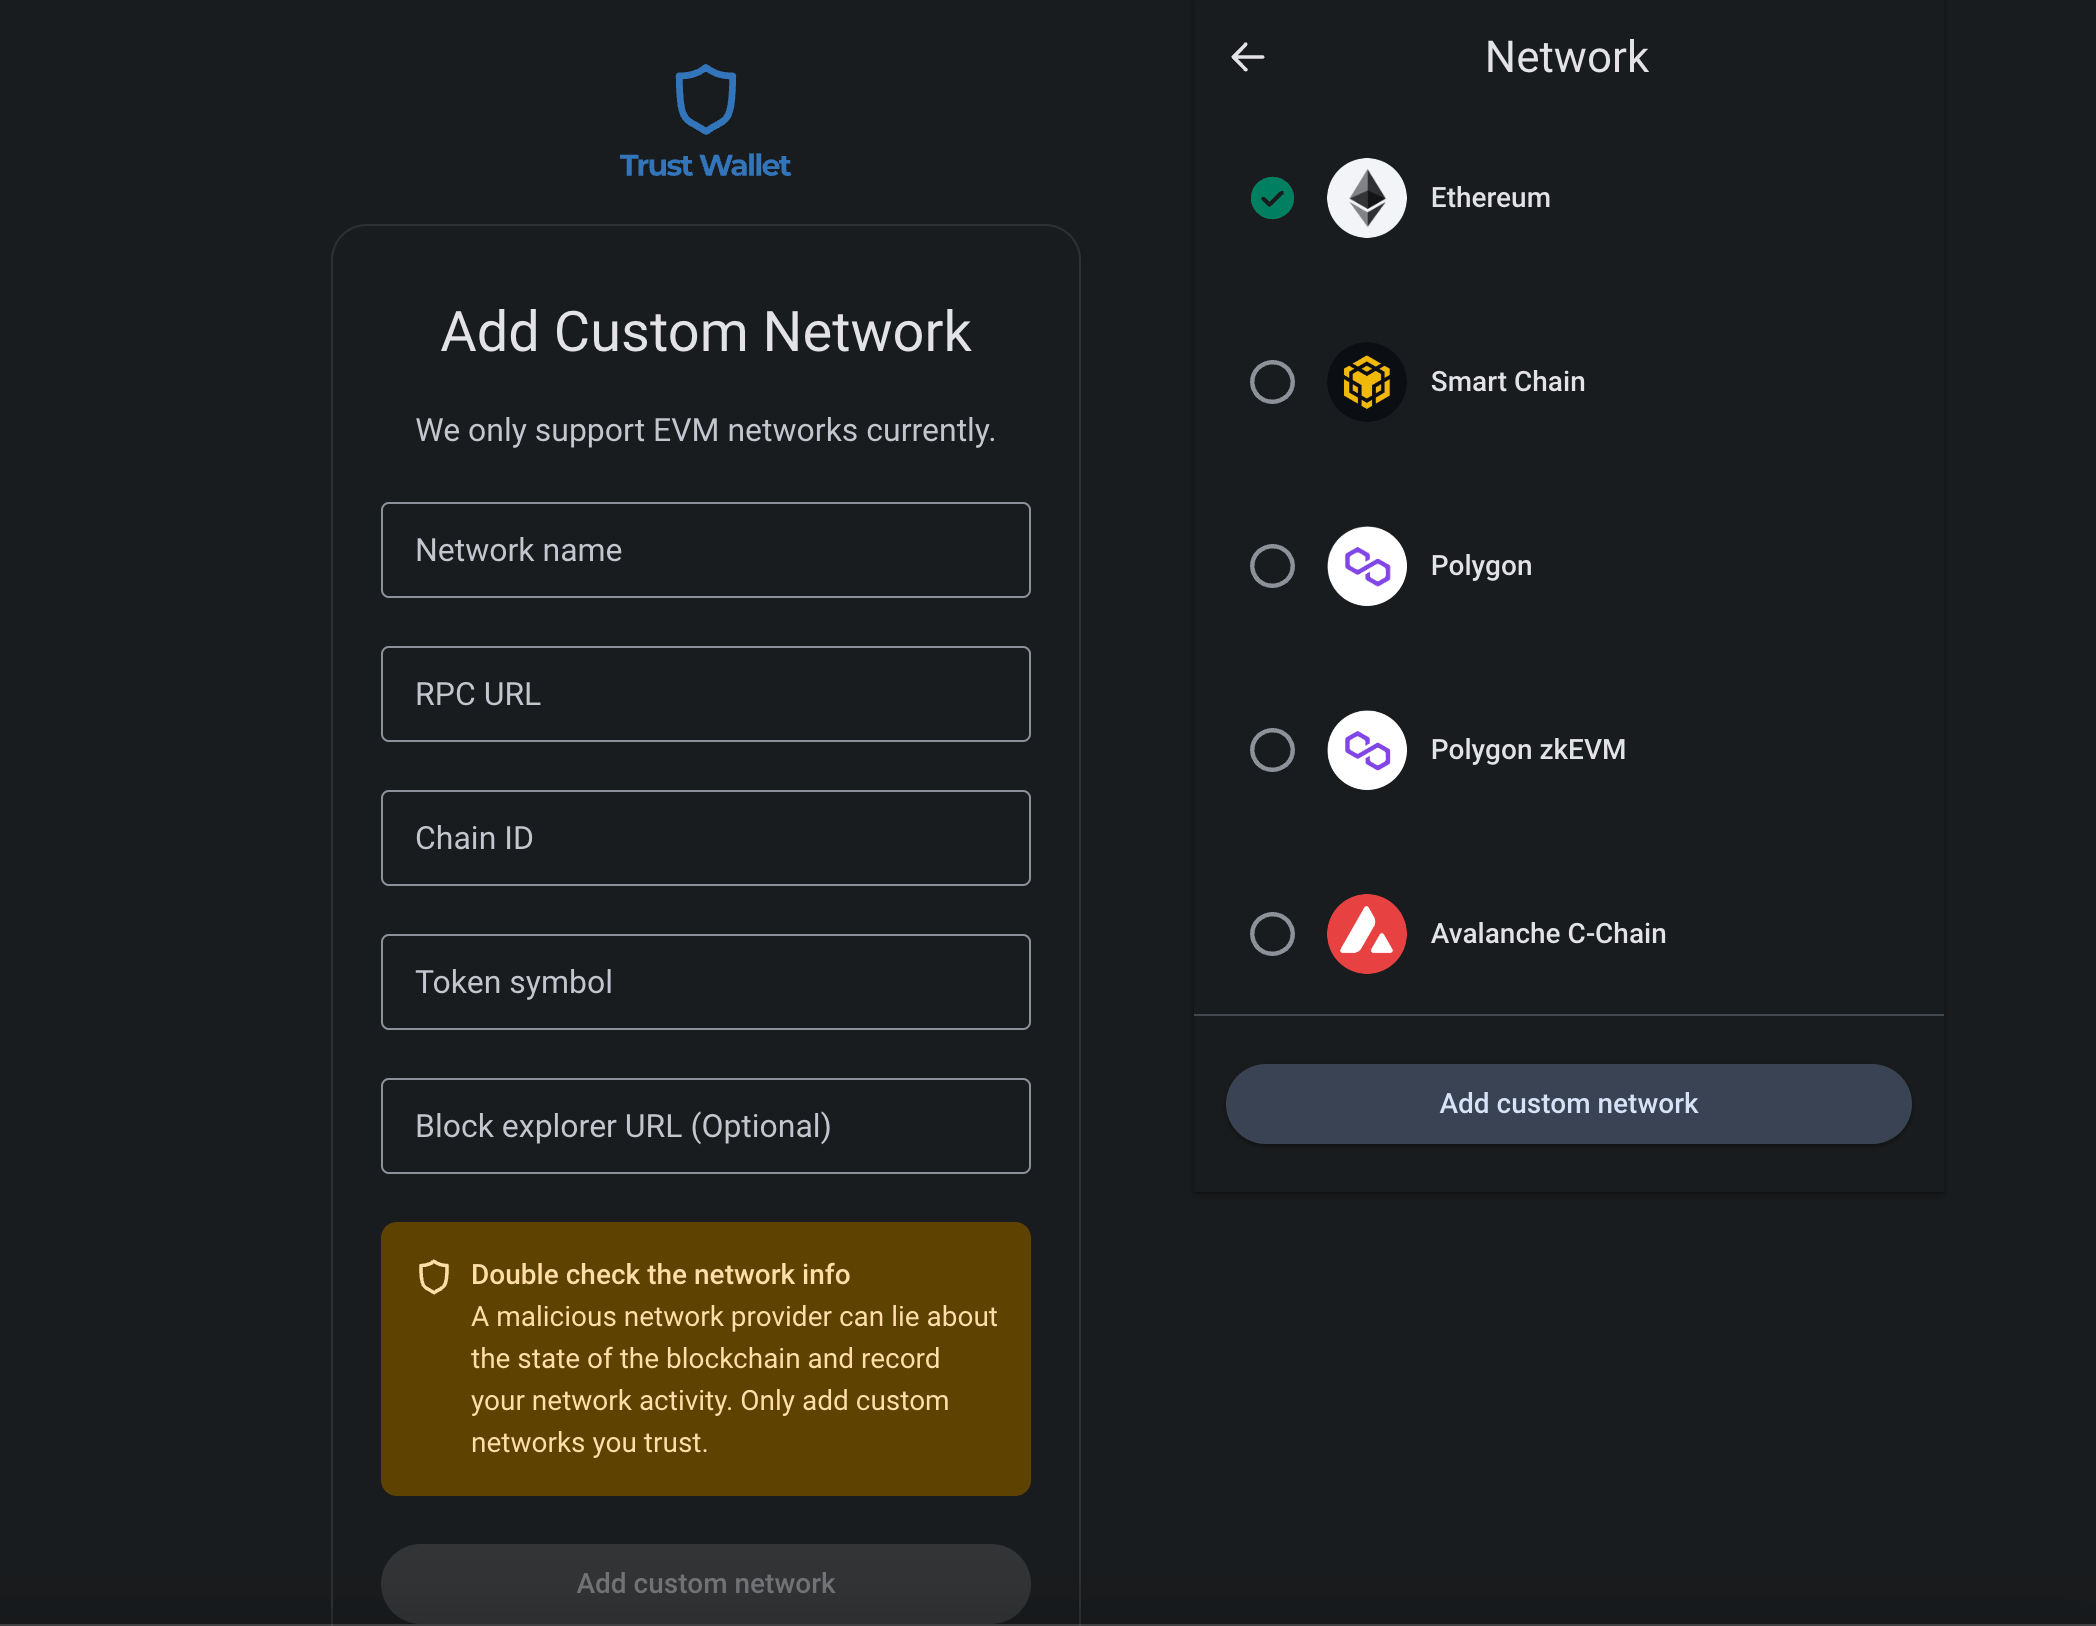 Trust Wallet
Add Custom Network
We only support EVM networks currently.
Network name
RPC URL
Chain ID
Token symbol
Block explorer URL (Optional)
Double check the network info
A malicious network provider can lie about
the state of the blockchain and record
your network activity. Only add custom
networks you trust.
Add custom network
Network
Ethereum
Smart Chain
Polygon
Polygon zkEVM
Avalanche C-Chain
Add custom network